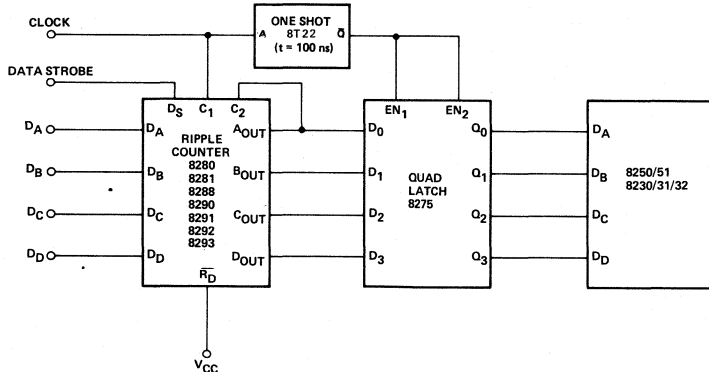 CLOCK
ONE SHOT
A 8T22 Q̅
(t = 100 ns)
DATA STROBE
DS C1 C2
EN1 EN2
DA DA AOUT D0 Q0 DA
RIPPLE
COUNTER
8280
8281
8288
8290
8291
8292
8293
DB DB BOUT D1 Q1 DB
QUAD
LATCH
8275
8250/51
8230/31/32
DC DC COUT D2 Q2 DC
DD DD DOUT D3 Q3 DD
R̅D̅
VCC